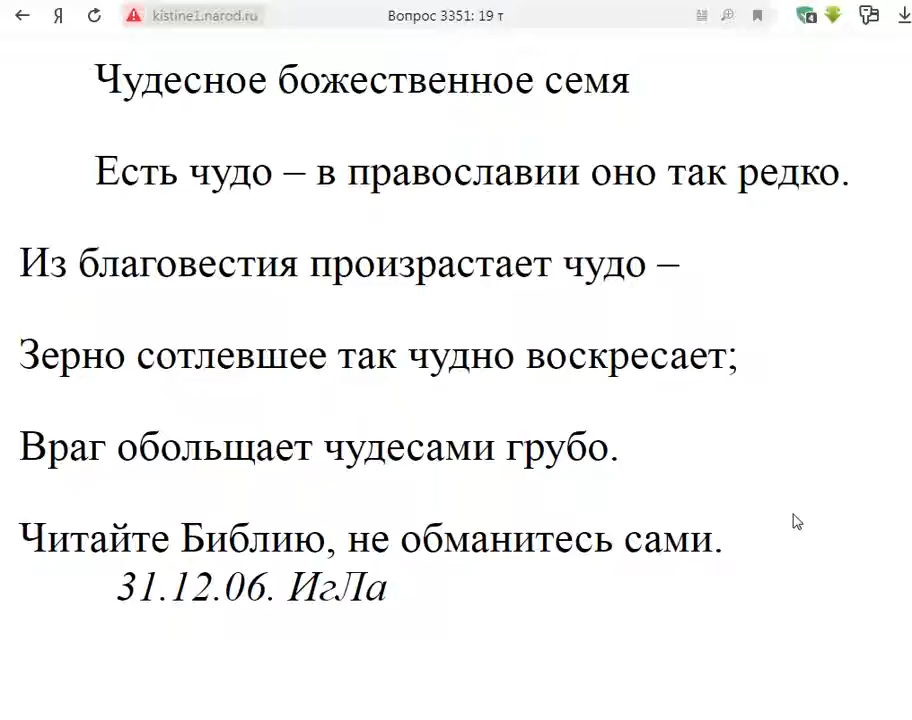 Я kistine1.narod.ru Вопрос 3351: 19 т 4
Чудесное божественное семя
Есть чудо – в православии оно так редко.
Из благовестия произрастает чудо –
Зерно сотлевшее так чудно воскресает;
Враг обольщает чудесами грубо.
Читайте Библию, не обманитесь сами.
31.12.06. ИгЛа